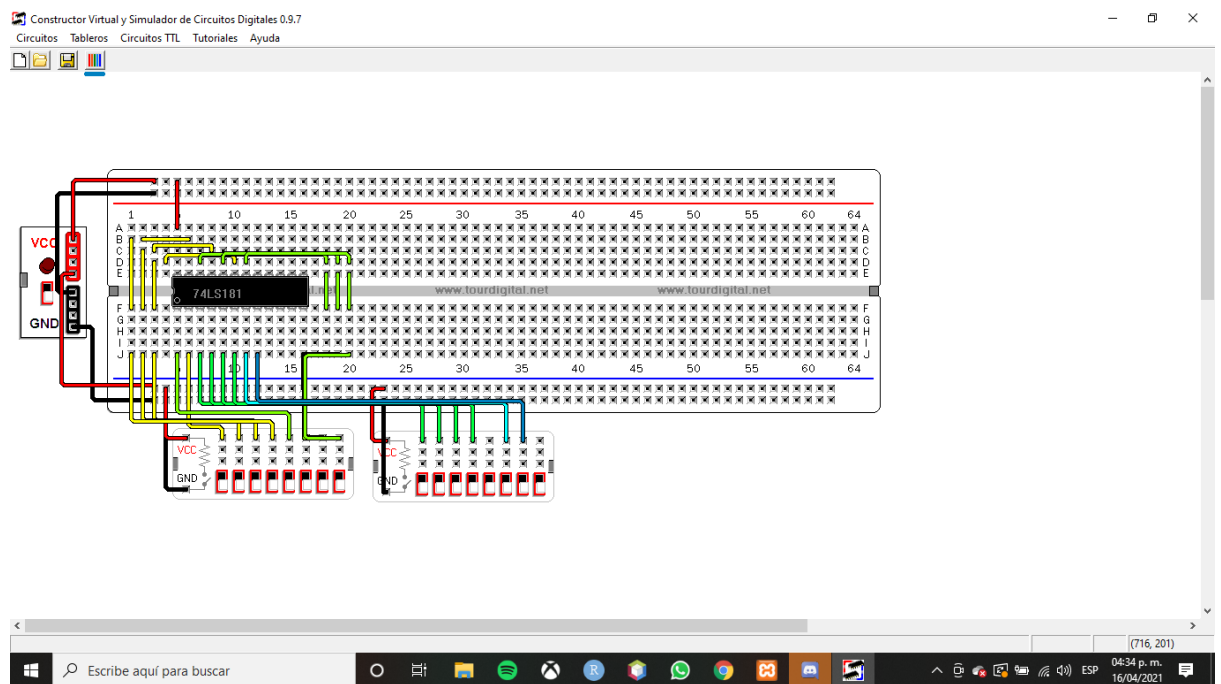 Constructor Virtual y Simulador de Circuitos Digitales 0.9.7
Circuitos Tableros Circuitos TTL Tutoriales Ayuda
1 10 15 20 25 30 35 40 45 50 55 60 64
A A
B B
C C
D D
E E
VCC
GND
74LS181
www.tourdigital.net www.tourdigital.net
F F
G G
H H
I I
J J
10 15 20 25 30 35 40 45 50 55 60 64
VCC
GND
VCC
GND
(716, 201)
Escribe aquí para buscar
ESP
04:34 p. m.
16/04/2021